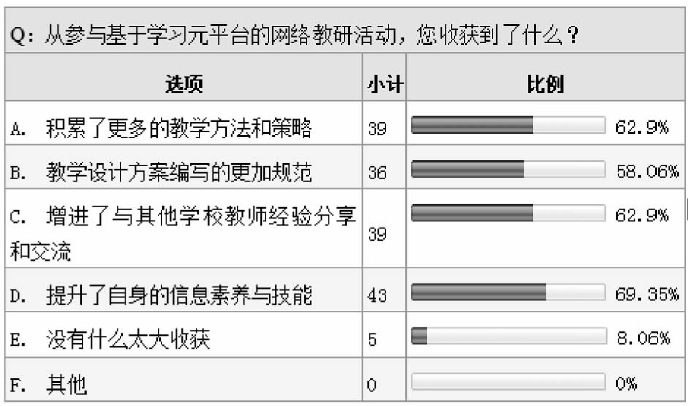 Q：从参与基于学习元平台的网络教研活动，您收获到了什么？
选项 小计 比例
A. 积累了更多的教学方法和策略 39 62.9%
B. 教学设计方案编写的更加规范 36 58.06%
C. 增进了与其他学校教师经验分享
和交流 39 62.9%
D. 提升了自身的信息素养与技能 43 69.35%
E. 没有什么太大收获 5 8.06%
F. 其他 0 0%